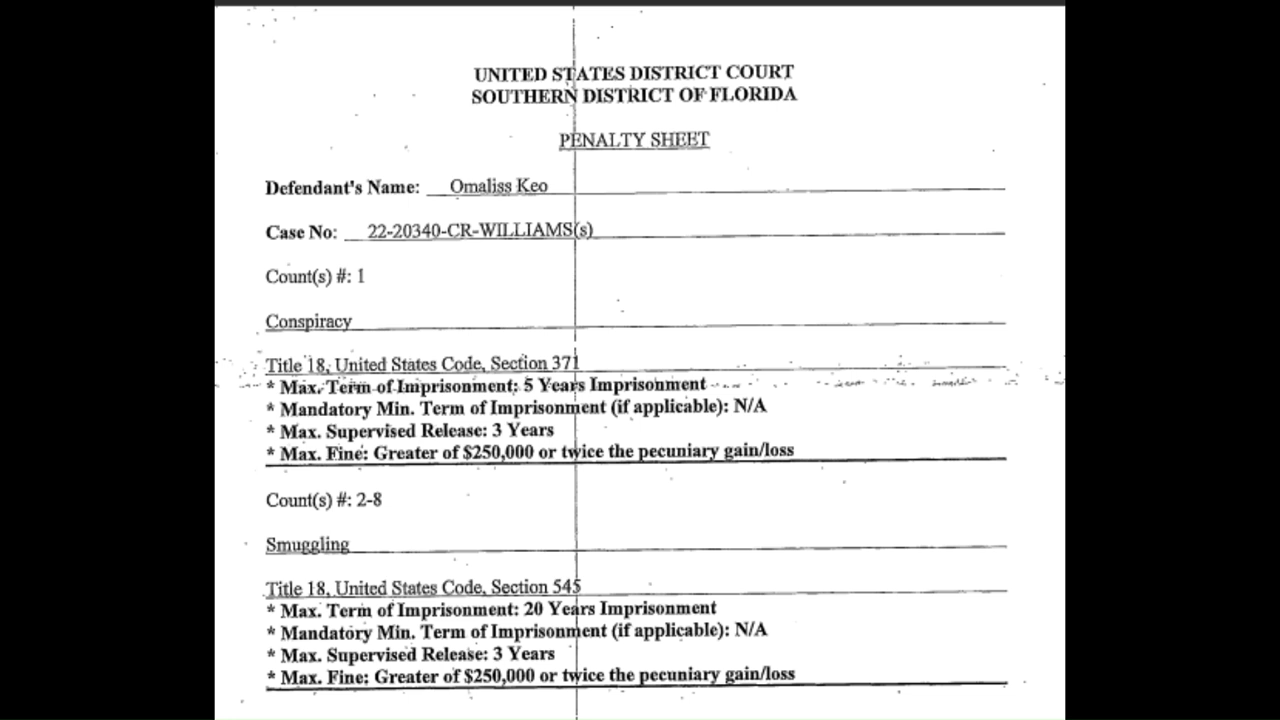 UNITED STATES DISTRICT COURT
SOUTHERN DISTRICT OF FLORIDA
PENALTY SHEET
Defendant's Name: Omaliss Keo
Case No: 22-20340-CR-WILLIAMS(s)
Count(s) #: 1
Conspiracy
Title 18, United States Code, Section 371
* Max. Term of Imprisonment: 5 Years Imprisonment
* Mandatory Min. Term of Imprisonment (if applicable): N/A
* Max. Supervised Release: 3 Years
* Max. Fine: Greater of $250,000 or twice the pecuniary gain/loss
Count(s) #: 2-8
Smuggling
Title 18, United States Code, Section 545
* Max. Term of Imprisonment: 20 Years Imprisonment
* Mandatory Min. Term of Imprisonment (if applicable): N/A
* Max. Supervised Release: 3 Years
* Max. Fine: Greater of $250,000 or twice the pecuniary gain/loss